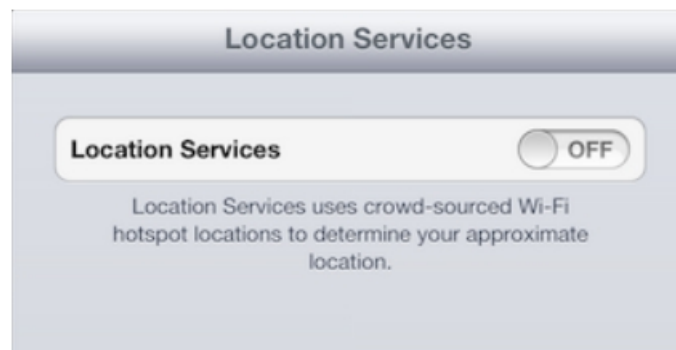 Location Services
Location Services OFF
Location Services uses crowd-sourced Wi-Fi
hotspot locations to determine your approximate
location.